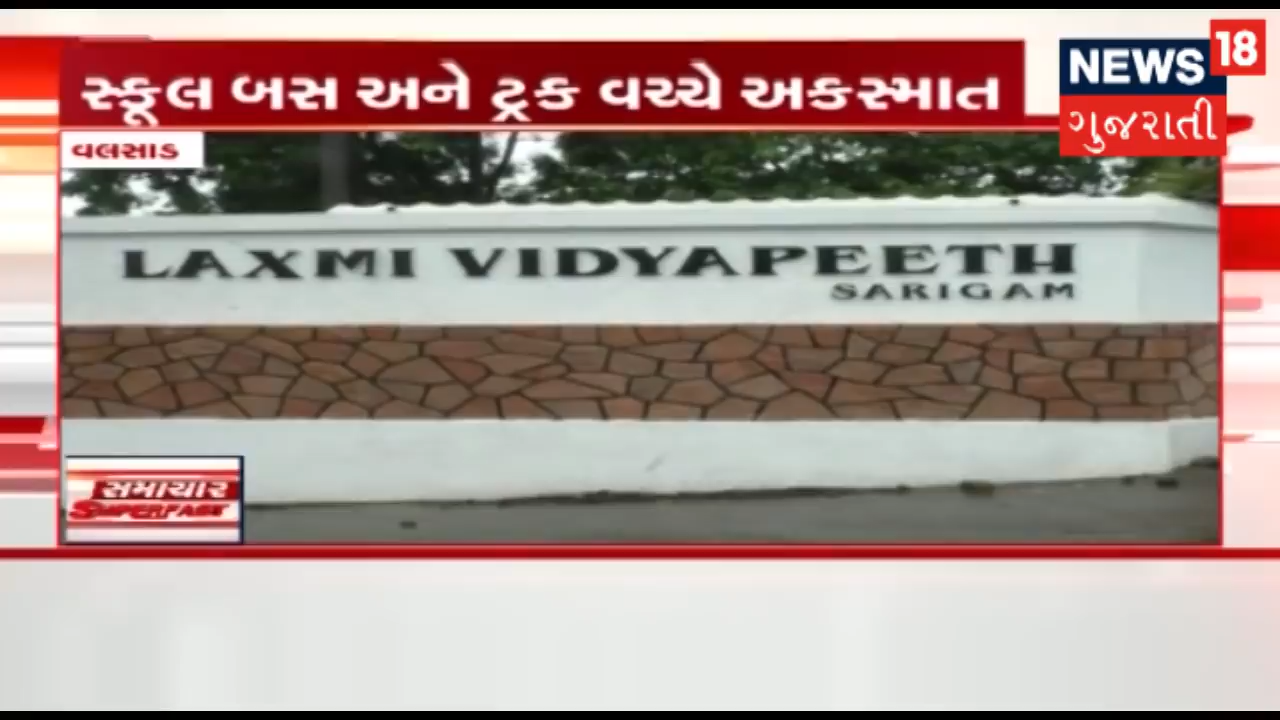 સ્કૂલ બસ અને ટ્રક વચ્ચે અકસ્માત
NEWS 18
ગુજરાતી
વલસાડ
LAXMI VIDYAPEETH
SARIGAM
સમાચાર
SUPERFAST